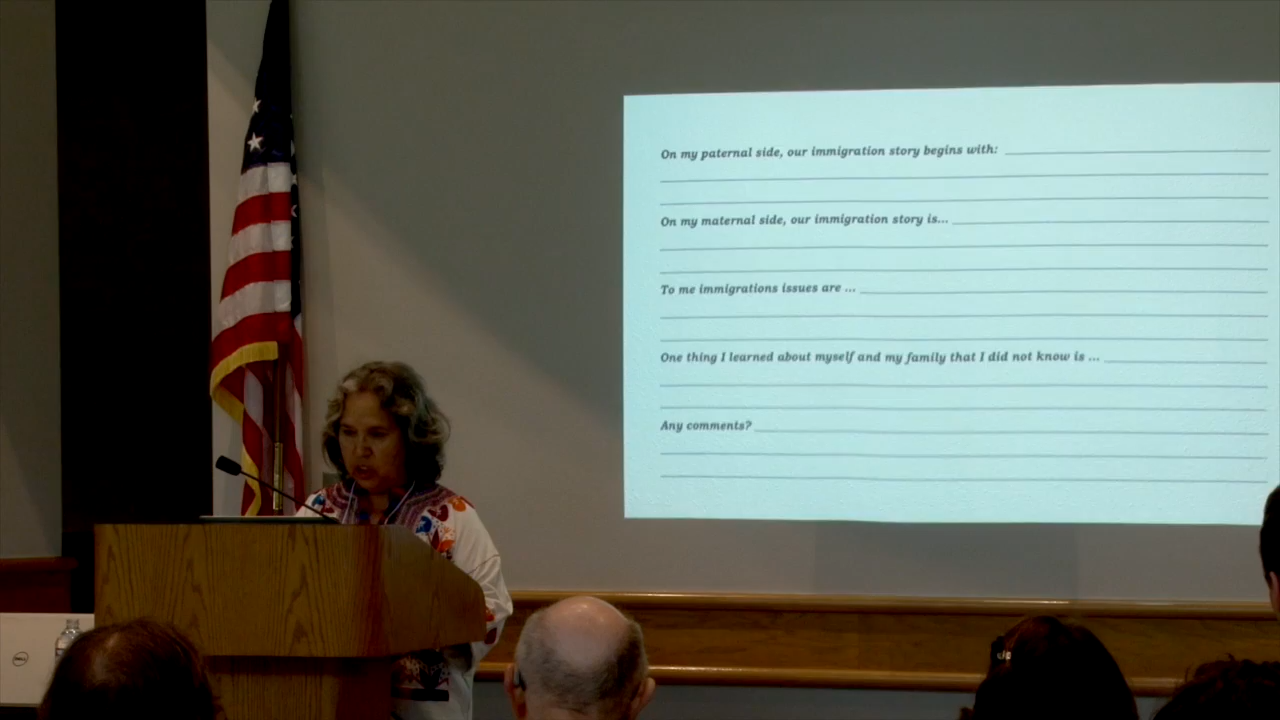 On my paternal side, our immigration story begins with:
On my maternal side, our immigration story is...
To me immigrations issues are ...
One thing I learned about myself and my family that I did not know is ...
Any comments?
DELL